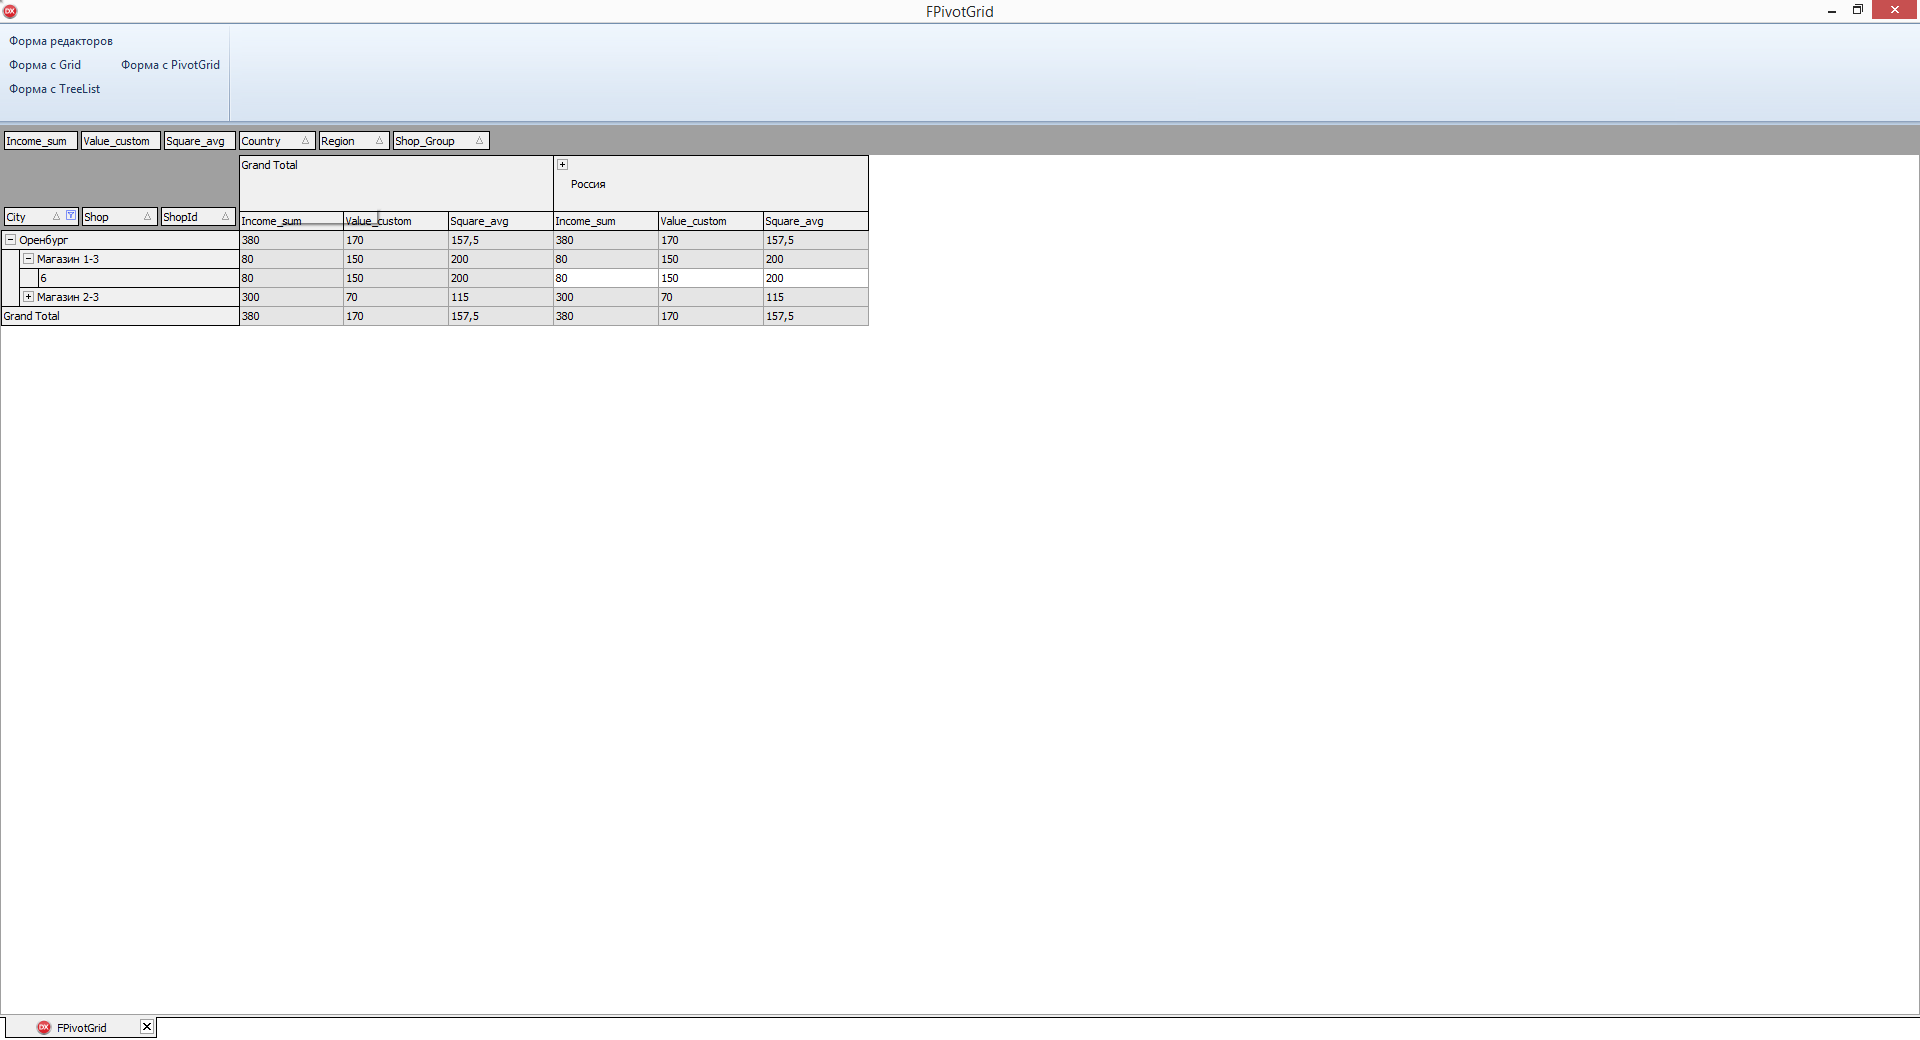 FPivotGrid
Форма редакторов
Форма с Grid Форма с PivotGrid
Форма с TreeList
Income_sum Value_custom Square_avg Country Region Shop_Group
Grand Total
Россия
City Shop ShopId
Income_sum Value_custom Square_avg Income_sum Value_custom Square_avg
Оренбург 380 170 157,5 380 170 157,5
Магазин 1-3 80 150 200 80 150 200
6 80 150 200 80 150 200
Магазин 2-3 300 70 115 300 70 115
Grand Total 380 170 157,5 380 170 157,5
FPivotGrid